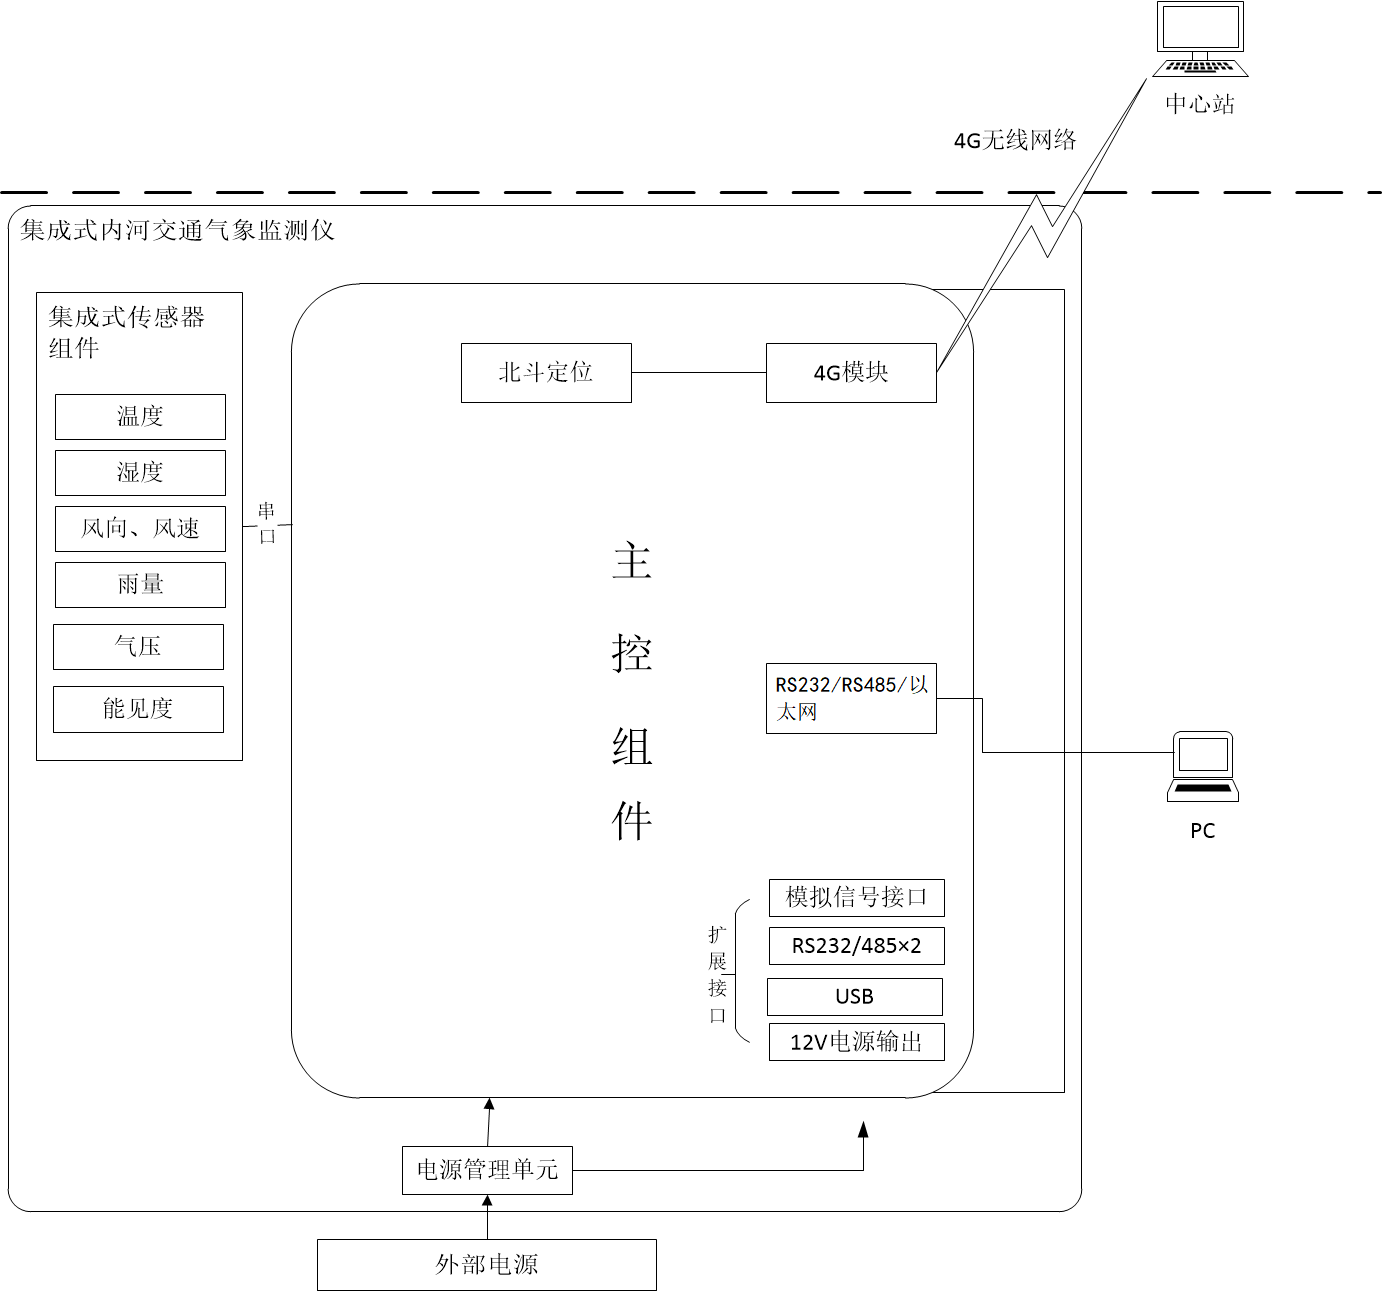 中心站
4G无线网络
集成式内河交通气象监测仪
集成式传感器
组件
温度
湿度
风向、风速
雨量
气压
能见度
串
口
北斗定位
4G模块
主
控
组
件
RS232/RS485/以
太网
PC
扩
展
接
口
模拟信号接口
RS232/485×2
USB
12V电源输出
电源管理单元
外部电源